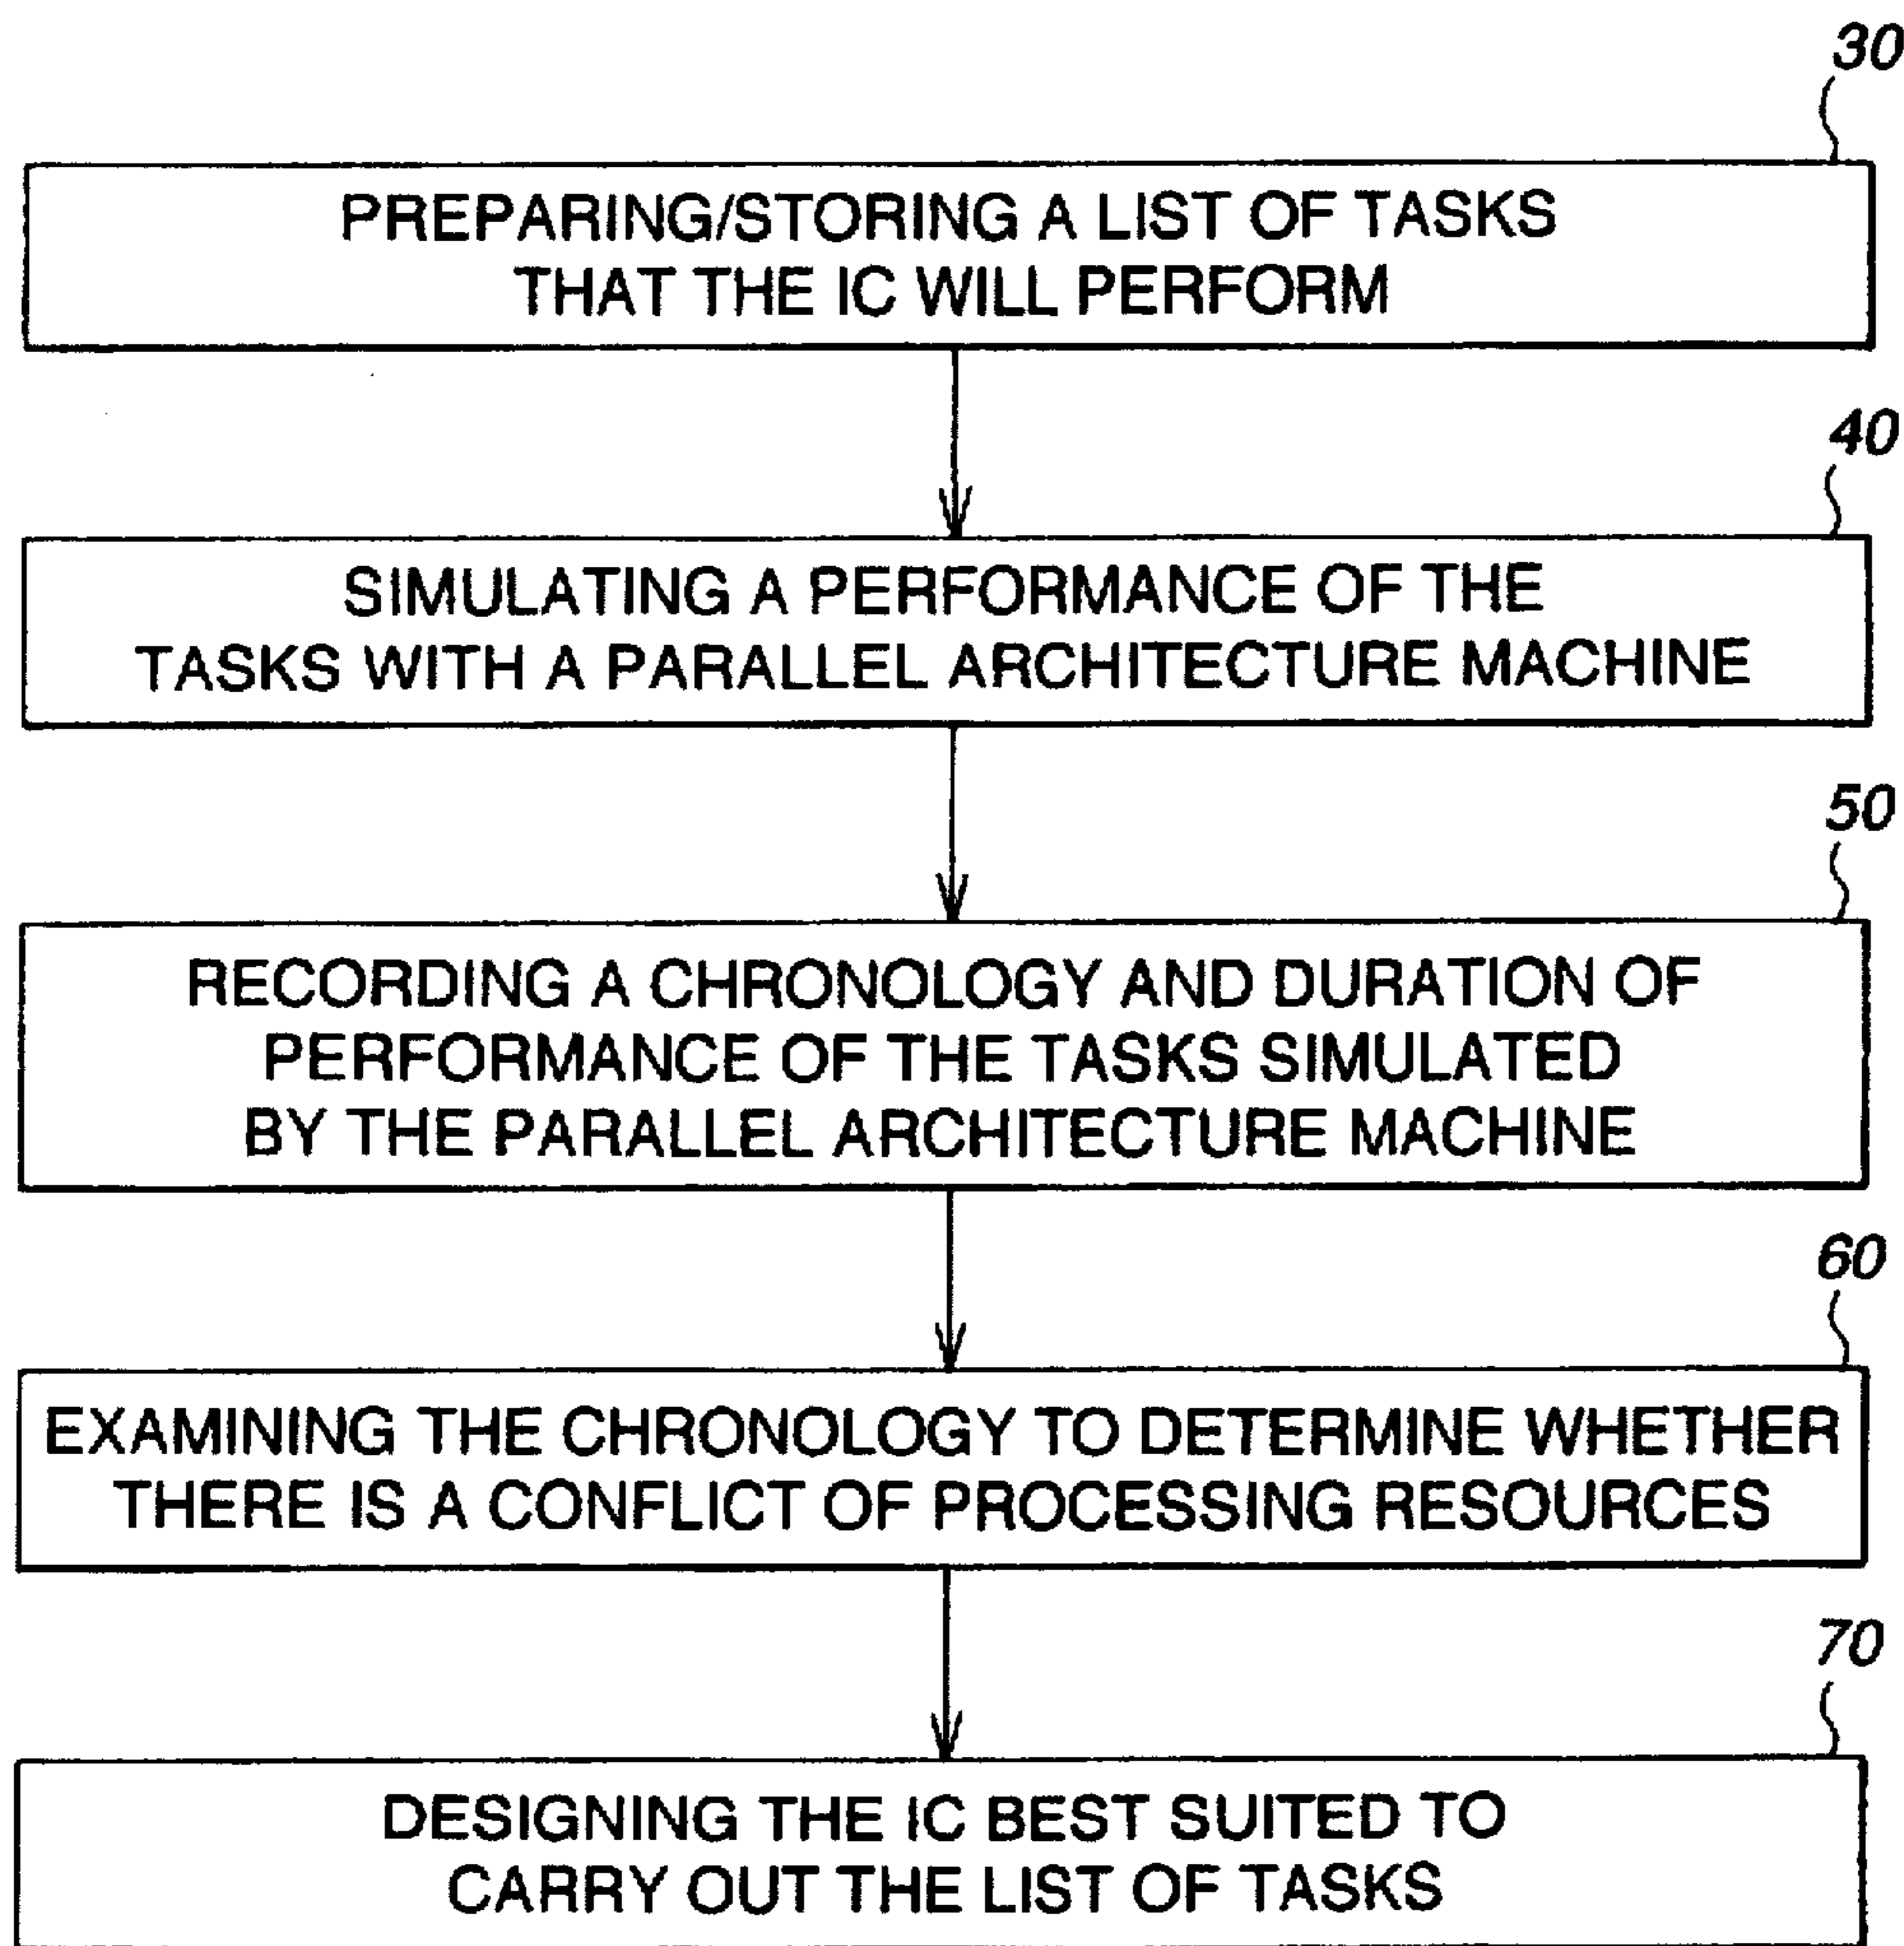 30
PREPARING/STORING A LIST OF TASKS
THAT THE IC WILL PERFORM
40
SIMULATING A PERFORMANCE OF THE
TASKS WITH A PARALLEL ARCHITECTURE MACHINE
50
RECORDING A CHRONOLOGY AND DURATION OF
PERFORMANCE OF THE TASKS SIMULATED
BY THE PARALLEL ARCHITECTURE MACHINE
60
EXAMINING THE CHRONOLOGY TO DETERMINE WHETHER
THERE IS A CONFLICT OF PROCESSING RESOURCES
70
DESIGNING THE IC BEST SUITED TO
CARRY OUT THE LIST OF TASKS